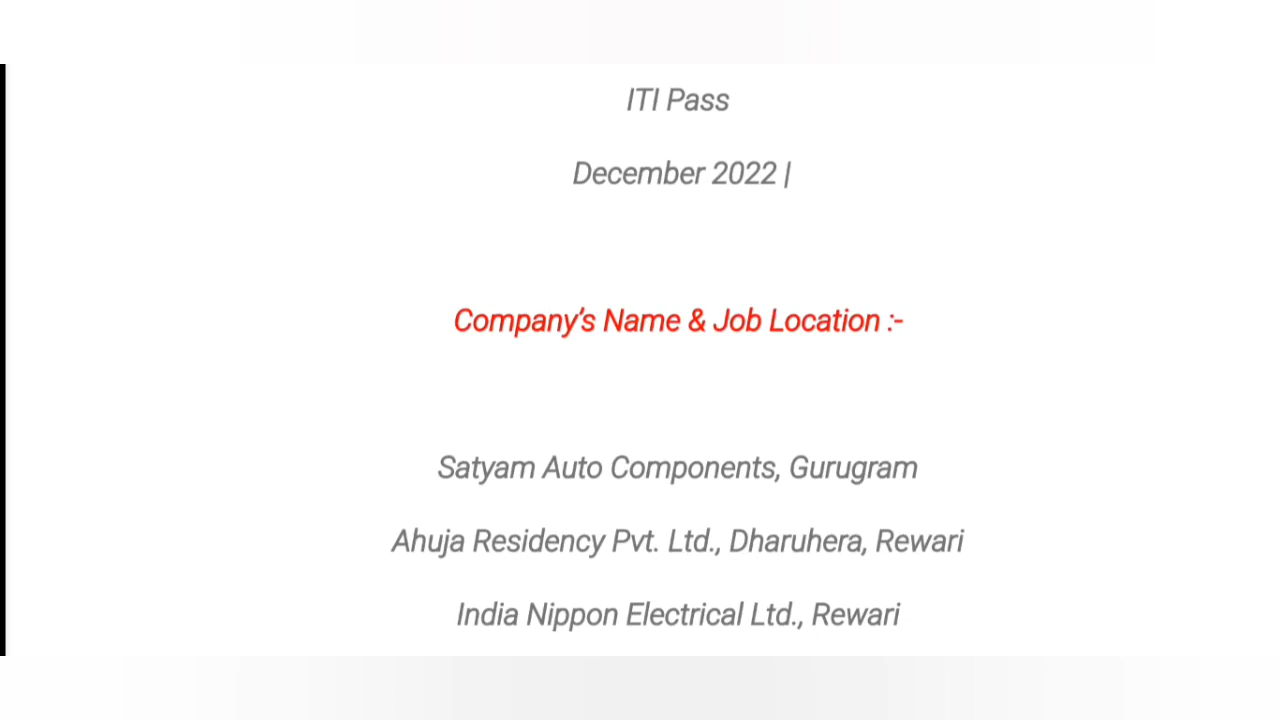 ITI Pass
December 2022 |
Company's Name & Job Location :-
Satyam Auto Components, Gurugram
Ahuja Residency Pvt. Ltd., Dharuhera, Rewari
India Nippon Electrical Ltd., Rewari